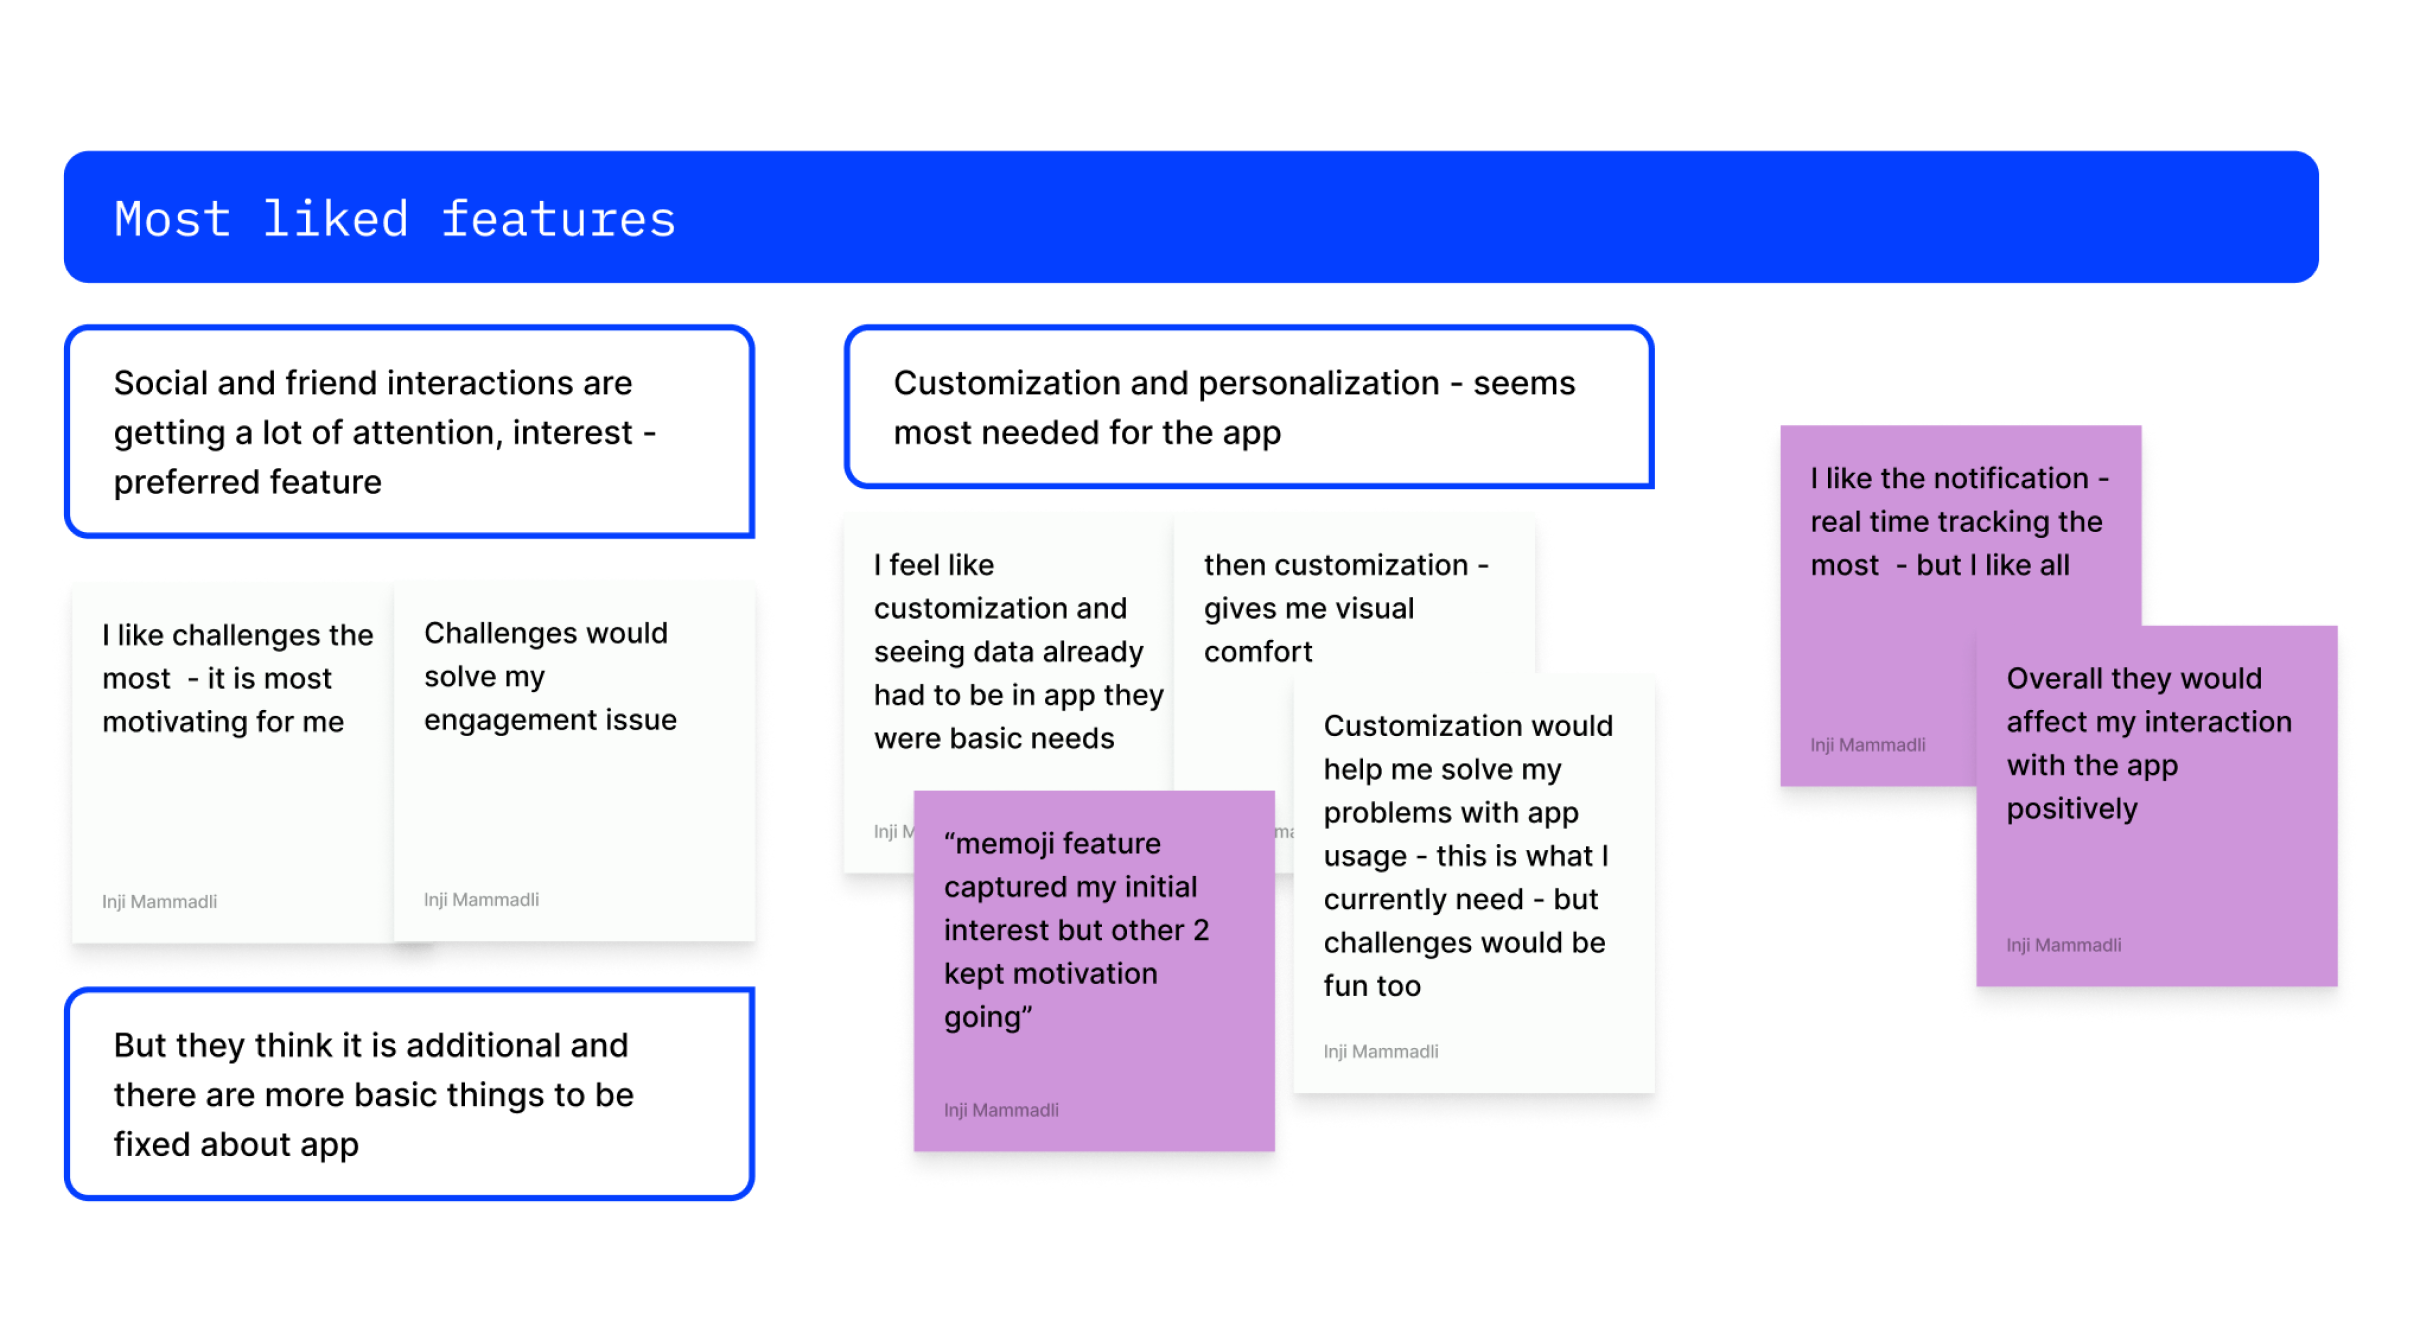 Most liked features
Social and friend interactions are
getting a lot of attention, interest -
preferred feature
I like challenges the
most  - it is most
motivating for me
Inji Mammadli
Challenges would
solve my
engagement issue
Inji Mammadli
But they think it is additional and
there are more basic things to be
fixed about app
Customization and personalization - seems
most needed for the app
I feel like
customization and
seeing data already
had to be in app they
were basic needs
Inji M
then customization -
gives me visual
comfort
“memoji feature
captured my initial
interest but other 2
kept motivation
going”
Inji Mammadli
Customization would
help me solve my
problems with app
usage - this is what I
currently need - but
challenges would be
fun too
Inji Mammadli
I like the notification -
real time tracking the
most  - but I like all
Inji Mammadli
Overall they would
affect my interaction
with the app
positively
Inji Mammadli